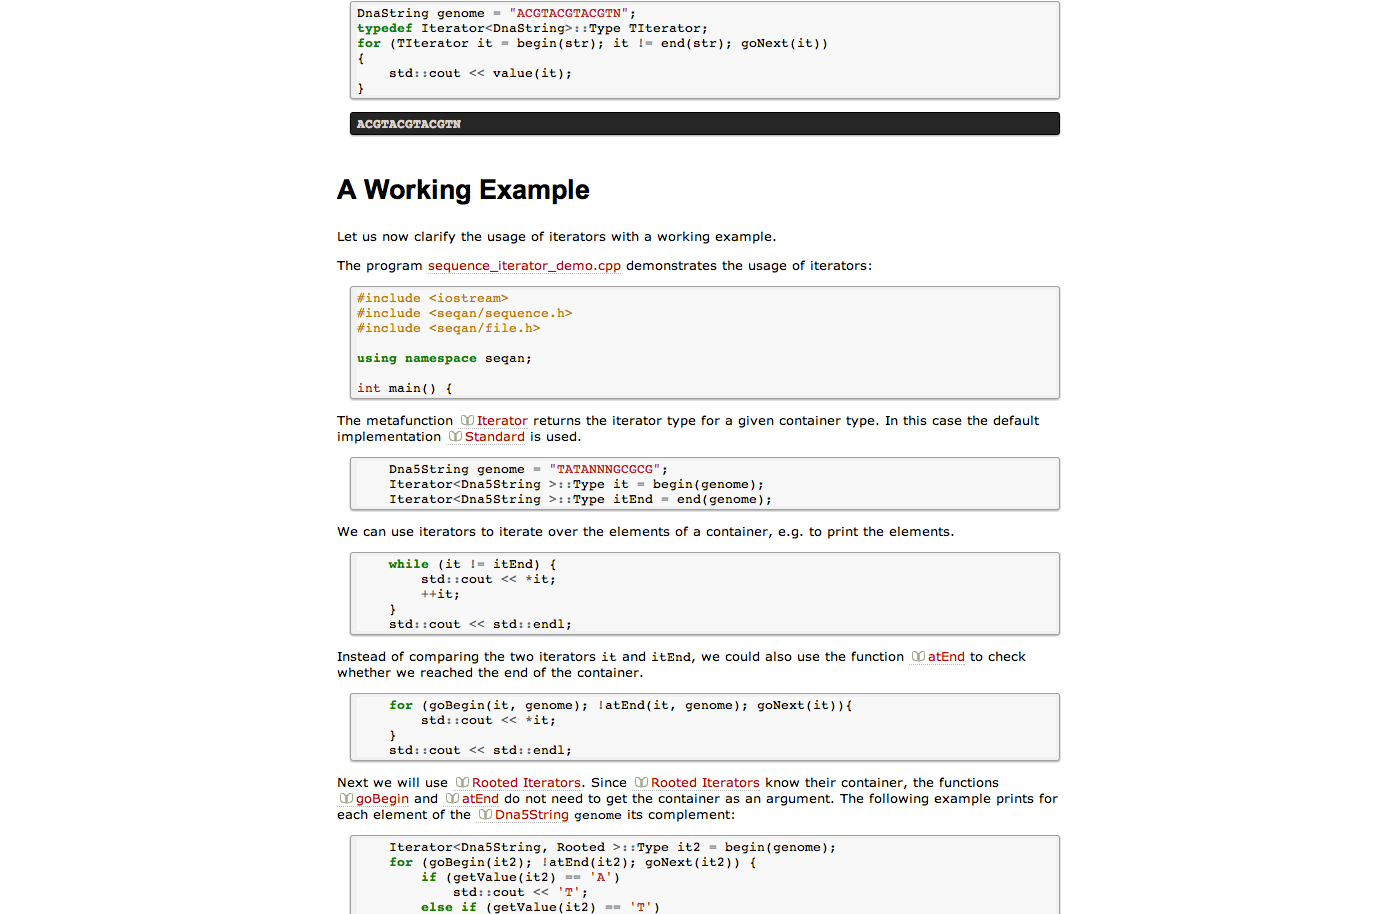 DnaString genome = "ACGTACGTACGTN";
typedef Iterator<DnaString>::Type TIterator;
for (TIterator it = begin(str); it != end(str); goNext(it))
{
    std::cout << value(it);
}
ACGTACGTACGTN
A Working Example
Let us now clarify the usage of iterators with a working example.
The program sequence_iterator_demo.cpp demonstrates the usage of iterators:
#include <iostream>
#include <seqan/sequence.h>
#include <seqan/file.h>
using namespace seqan;
int main() {
The metafunction Iterator returns the iterator type for a given container type. In this case the default
implementation Standard is used.
    Dna5String genome = "TATANNNGCGCG";
    Iterator<Dna5String >::Type it = begin(genome);
    Iterator<Dna5String >::Type itEnd = end(genome);
We can use iterators to iterate over the elements of a container, e.g. to print the elements.
    while (it != itEnd) {
        std::cout << *it;
        ++it;
    }
    std::cout << std::endl;
Instead of comparing the two iterators it and itEnd, we could also use the function atEnd to check
whether we reached the end of the container.
    for (goBegin(it, genome); !atEnd(it, genome); goNext(it)){
        std::cout << *it;
    }
    std::cout << std::endl;
Next we will use Rooted Iterators. Since Rooted Iterators know their container, the functions
goBegin and atEnd do not need to get the container as an argument. The following example prints for
each element of the Dna5String genome its complement:
    Iterator<Dna5String, Rooted >::Type it2 = begin(genome);
    for (goBegin(it2); !atEnd(it2); goNext(it2)) {
        if (getValue(it2) == 'A')
            std::cout << 'T';
        else if (getValue(it2) == 'T')